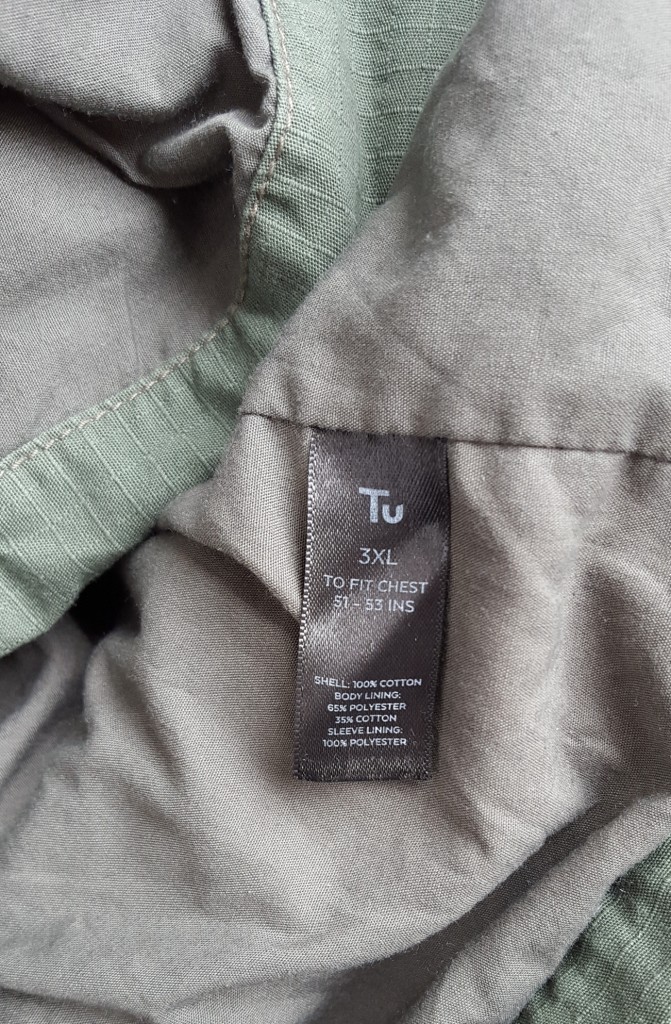 Tu
3XL
TO FIT CHEST
51 – 53 INS
SHELL: 100% COTTON
BODY LINING:
65% POLYESTER
35% COTTON
SLEEVE LINING:
100% POLYESTER